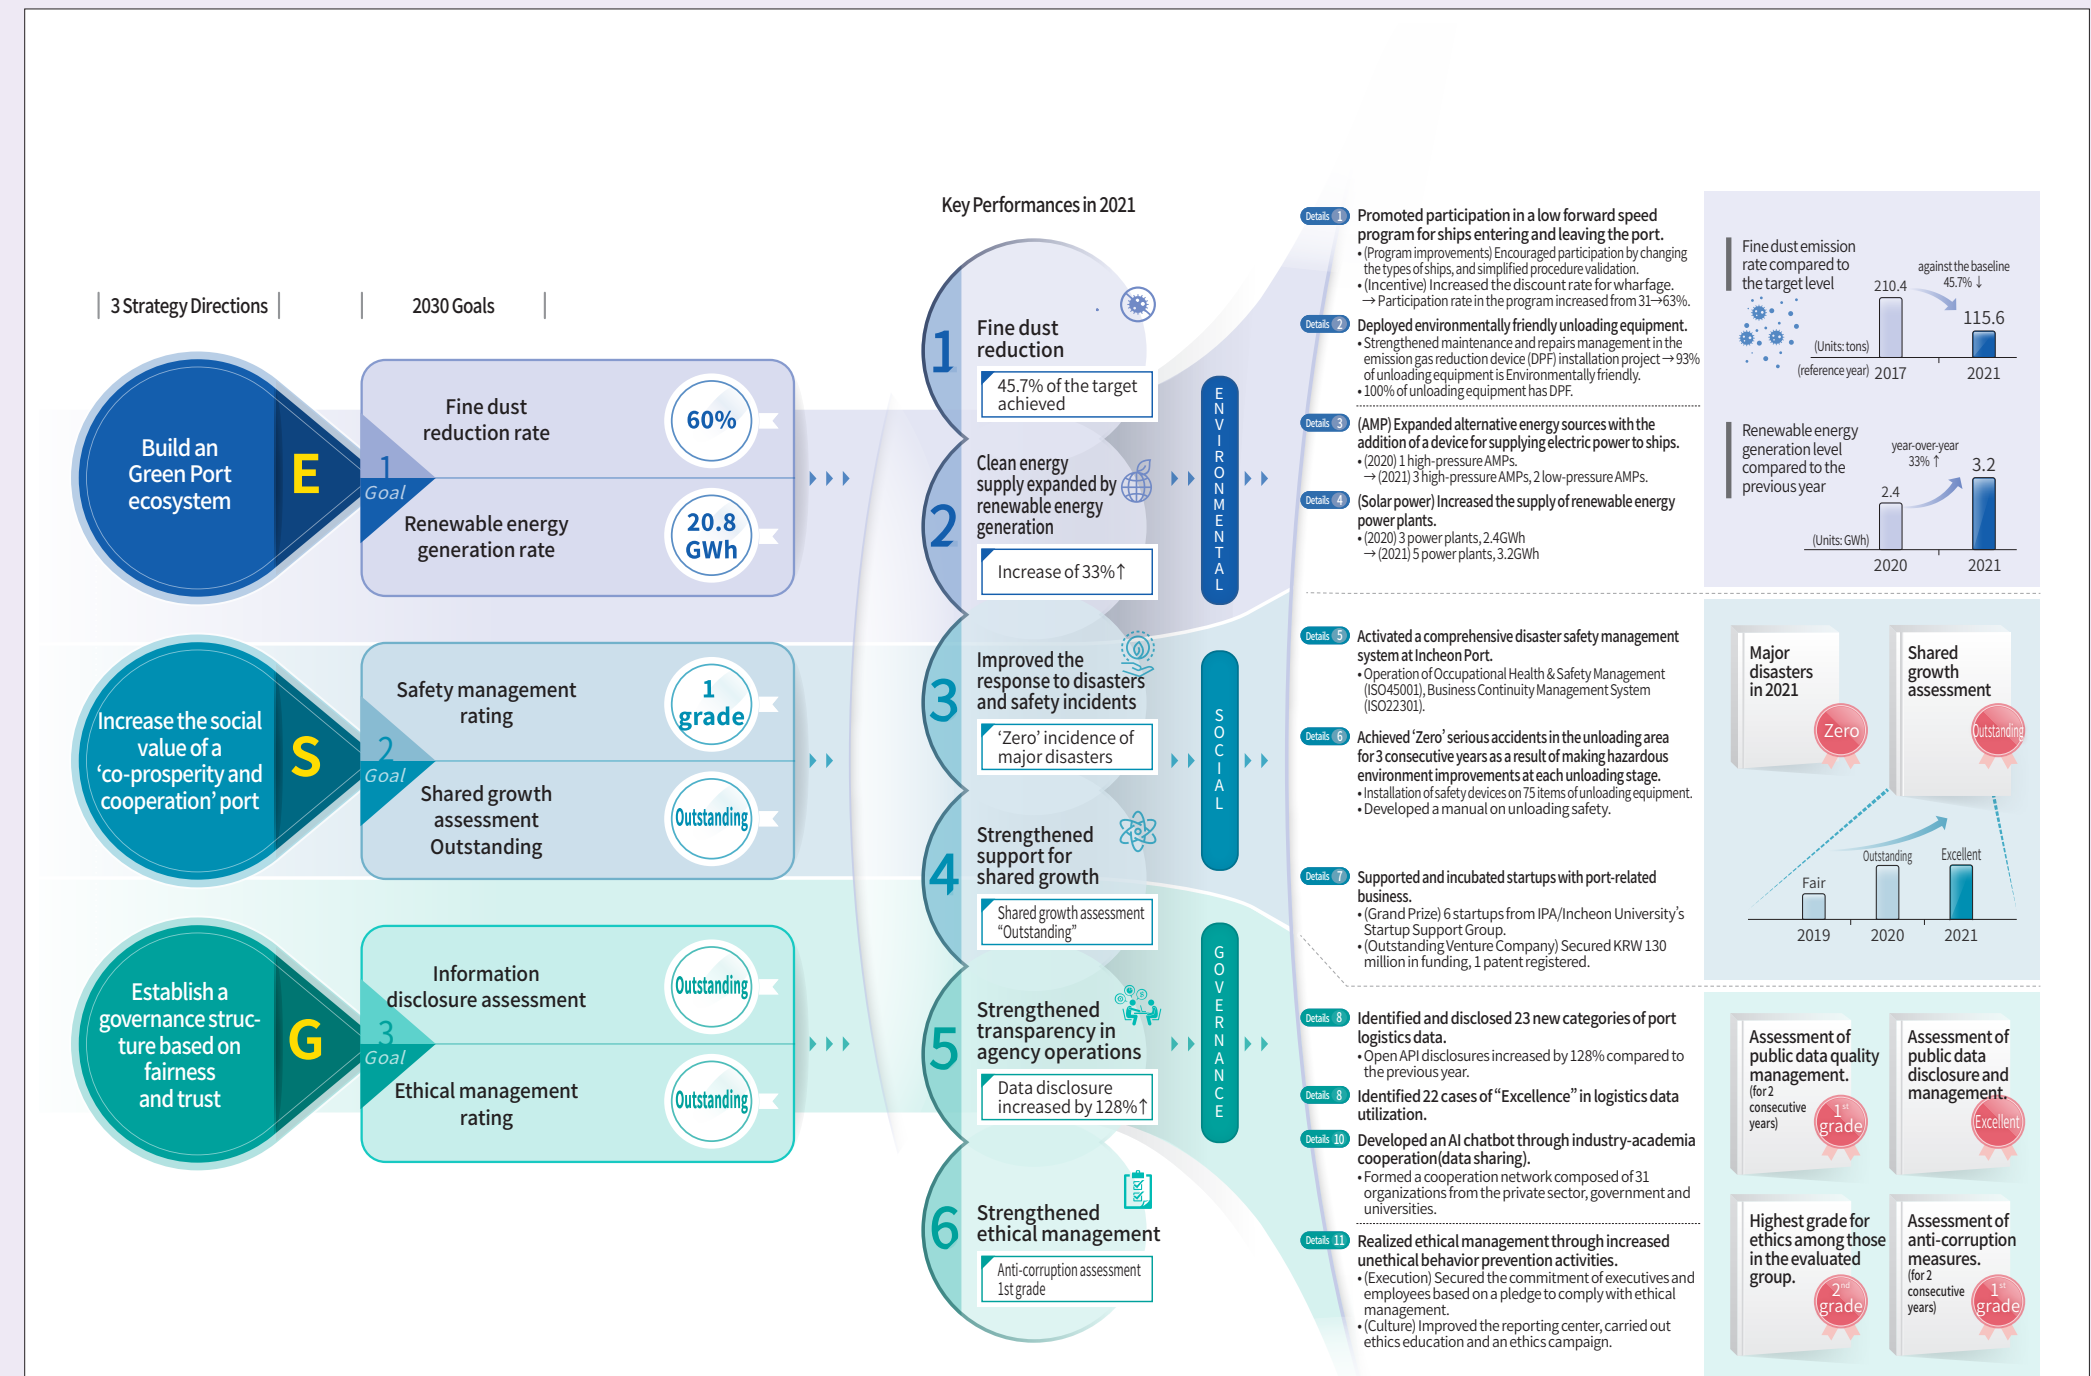 3 Strategy Directions
2030 Goals
Build an
Green Port
ecosystem
E
1
Goal
Fine dust
reduction rate
60%
Renewable energy
generation rate
20.8
GWh
Increase the social
value of a
‘co-prosperity and
cooperation’ port
S
2
Goal
Safety management
rating
1
grade
Shared growth
assessment
Outstanding
Outstanding
Establish a
governance struc-
ture based on
fairness
and trust
G
3
Goal
Information
disclosure assessment
Outstanding
Ethical management
rating
Outstanding
Key Performances in 2021
1
Fine dust
reduction
45.7% of the target
achieved
2
Clean energy
supply expanded by
renewable energy
generation
Increase of 33%↑
3
Improved the
response to disasters
and safety incidents
‘Zero’ incidence of
major disasters
4
Strengthened
support for
shared growth
Shared growth assessment
“Outstanding”
5
Strengthened
transparency in
agency operations
Data disclosure
increased by 128%↑
6
Strengthened
ethical management
Anti-corruption assessment
1st grade
ENVIRONMENTAL
SOCIAL
GOVERNANCE
Details 1 Promoted participation in a low forward speed
program for ships entering and leaving the port.
• (Program improvements) Encouraged participation by changing
the types of ships, and simplified procedure validation.
• (Incentive) Increased the discount rate for wharfage.
→ Participation rate in the program increased from 31→63%.
Details 2 Deployed environmentally friendly unloading equipment.
• Strengthened maintenance and repairs management in the
emission gas reduction device (DPF) installation project → 93%
of unloading equipment is Environmentally friendly.
• 100% of unloading equipment has DPF.
Details 3 (AMP) Expanded alternative energy sources with the
addition of a device for supplying electric power to ships.
• (2020) 1 high-pressure AMPs.
→ (2021) 3 high-pressure AMPs, 2 low-pressure AMPs.
Details 4 (Solar power) Increased the supply of renewable energy
power plants.
• (2020) 3 power plants, 2.4GWh
→ (2021) 5 power plants, 3.2GWh
Details 5 Activated a comprehensive disaster safety management
system at Incheon Port.
• Operation of Occupational Health & Safety Management
(ISO45001), Business Continuity Management System
(ISO22301).
Details 6 Achieved ‘Zero’ serious accidents in the unloading area
for 3 consecutive years as a result of making hazardous
environment improvements at each unloading stage.
• Installation of safety devices on 75 items of unloading equipment.
• Developed a manual on unloading safety.
Details 7 Supported and incubated startups with port-related
business.
• (Grand Prize) 6 startups from IPA/Incheon University’s
Startup Support Group.
• (Outstanding Venture Company) Secured KRW 130
million in funding, 1 patent registered.
Details 8 Identified and disclosed 23 new categories of port
logistics data.
• Open API disclosures increased by 128% compared to
the previous year.
Details 8 Identified 22 cases of “Excellence” in logistics data
utilization.
Details 10 Developed an AI chatbot through industry-academia
cooperation(data sharing).
• Formed a cooperation network composed of 31
organizations from the private sector, government and
universities.
Details 11 Realized ethical management through increased
unethical behavior prevention activities.
• (Execution) Secured the commitment of executives and
employees based on a pledge to comply with ethical
management.
• (Culture) Improved the reporting center, carried out
ethics education and an ethics campaign.
Fine dust emission
rate compared to
the target level
against the baseline
45.7% ↓
210.4
115.6
(Units: tons)
(reference year) 2017
2021
Renewable energy
generation level
compared to the
previous year
year-over-year
33% ↑
2.4
3.2
(Units: GWh)
2020
2021
Major
disasters
in 2021
Zero
Shared
growth
assessment
Outstanding
Fair
Outstanding
Excellent
2019
2020
2021
Assessment of
public data quality
management.
(for 2
consecutive
years)
1st
grade
Assessment of
public data
disclosure and
management.
Excellent
Highest grade for
ethics among those
in the evaluated
group.
2nd
grade
Assessment of
anti-corruption
measures.
(for 2
consecutive
years)
1st
grade